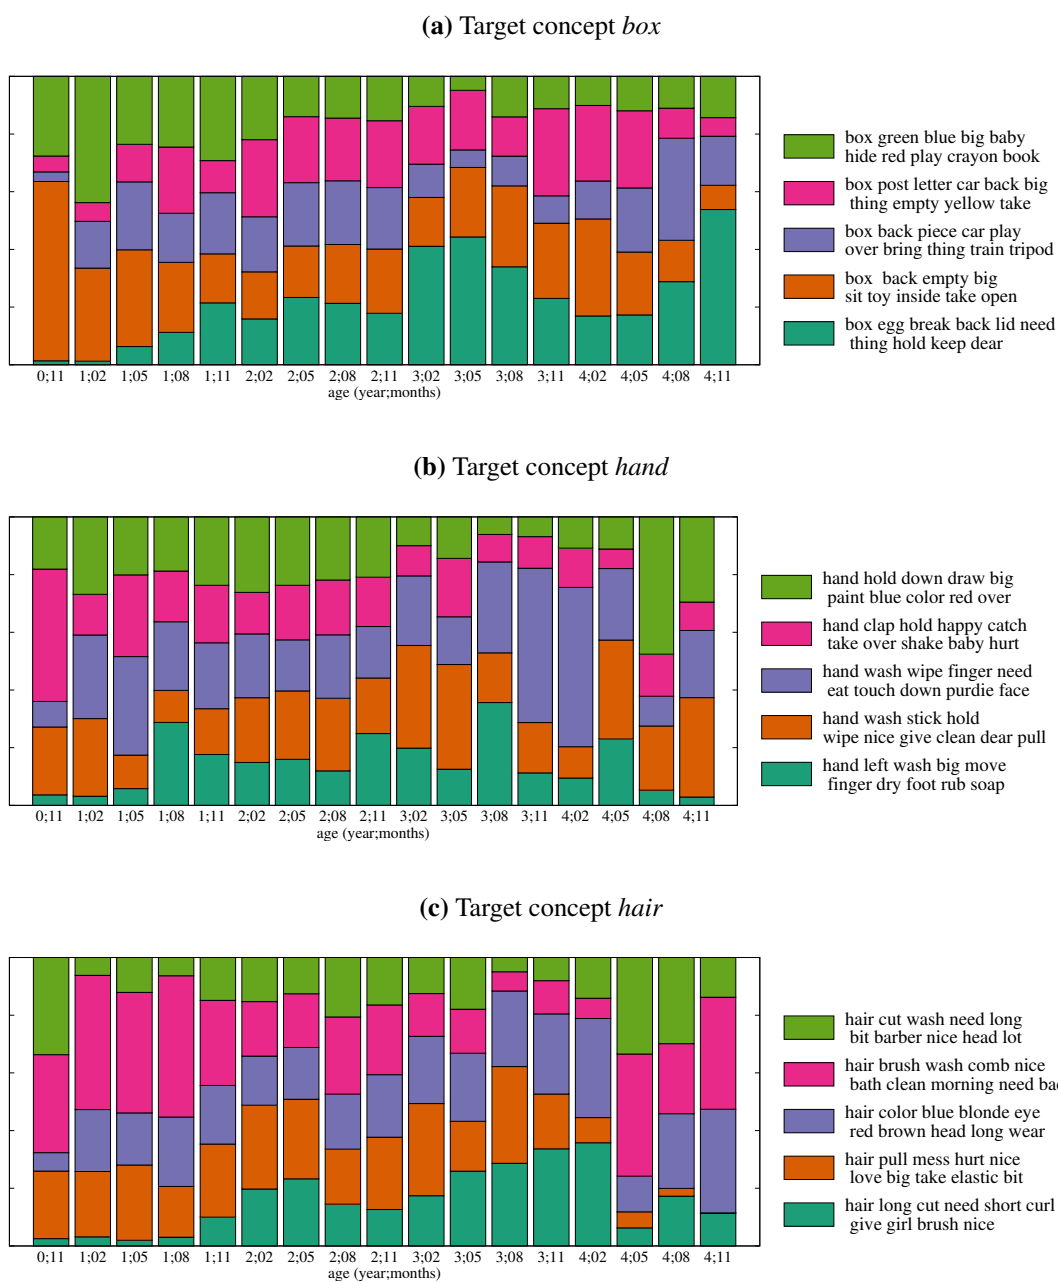 (a) Target concept box
box green blue big baby
hide red play crayon book
box post letter car back big
thing empty yellow take
box back piece car play
over bring thing train tripod
box back empty big
sit toy inside take open
box egg break back lid need
thing hold keep dear
0;11 1;02 1;05 1;08 1;11 2;02 2;05 2;08 2;11 3;02 3;05 3;08 3;11 4;02 4;05 4;08 4;11
age (year;months)
(b) Target concept hand
hand hold down draw big
paint blue color red over
hand clap hold happy catch
take over shake baby hurt
hand wash wipe finger need
eat touch down purdie face
hand wash stick hold
wipe nice give clean dear pull
hand left wash big move
finger dry foot rub soap
0;11 1;02 1;05 1;08 1;11 2;02 2;05 2;08 2;11 3;02 3;05 3;08 3;11 4;02 4;05 4;08 4;11
age (year;months)
(c) Target concept hair
hair cut wash need long
bit barber nice head lot
hair brush wash comb nice
bath clean morning need
hair color blue blonde eye
red brown head long wear
hair pull mess hurt nice
love big take elastic bit
hair long cut need short curl
give girl brush nice
0;11 1;02 1;05 1;08 1;11 2;02 2;05 2;08 2;11 3;02 3;05 3;08 3;11 4;02 4;05 4;08 4;11
age (year;months)